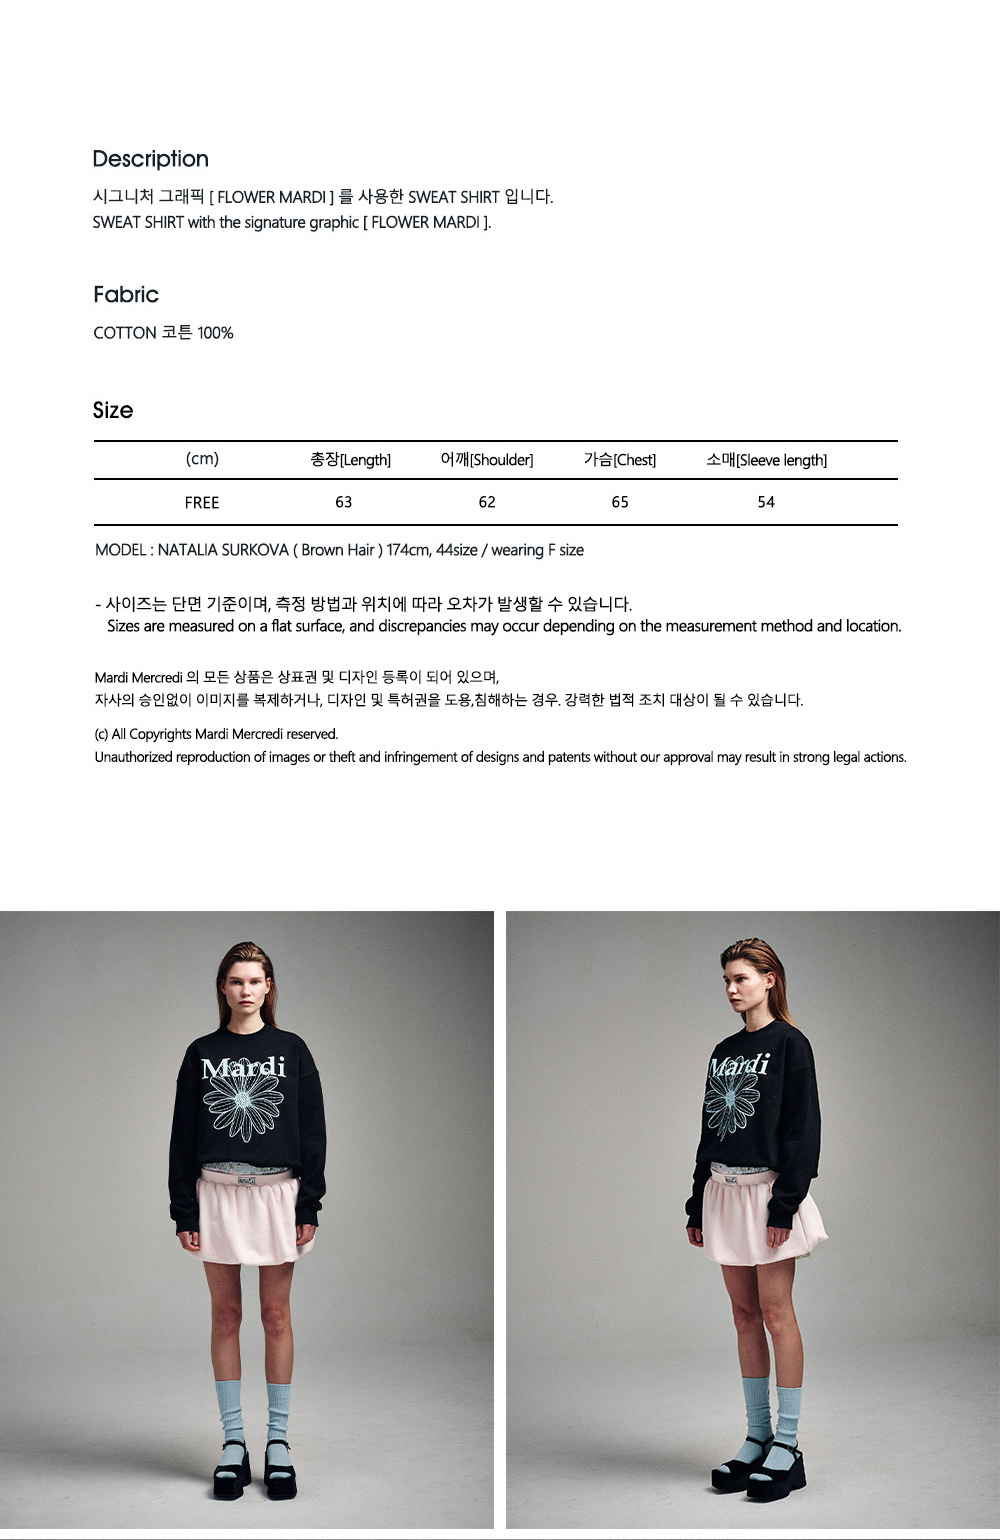 Description
시그니처 그래픽 [ FLOWER MARDI ] 를 사용한 SWEAT SHIRT 입니다.
SWEAT SHIRT with the signature graphic [ FLOWER MARDI ].
Fabric
COTTON 코튼 100%
Size
(cm) 총장[Length] 어깨[Shoulder] 가슴[Chest] 소매[Sleeve length]
FREE 63 62 65 54
MODEL : NATALIA SURKOVA ( Brown Hair ) 174cm, 44size / wearing F size
- 사이즈는 단면 기준이며, 측정 방법과 위치에 따라 오차가 발생할 수 있습니다.
Sizes are measured on a flat surface, and discrepancies may occur depending on the measurement method and location.
Mardi Mercredi 의 모든 상품은 상표권 및 디자인 등록이 되어 있으며,
자사의 승인없이 이미지를 복제하거나, 디자인 및 특허권을 도용,침해하는 경우. 강력한 법적 조치 대상이 될 수 있습니다.
(c) All Copyrights Mardi Mercredi reserved.
Unauthorized reproduction of images or theft and infringement of designs and patents without our approval may result in strong legal actions.
Mardi
Mardi